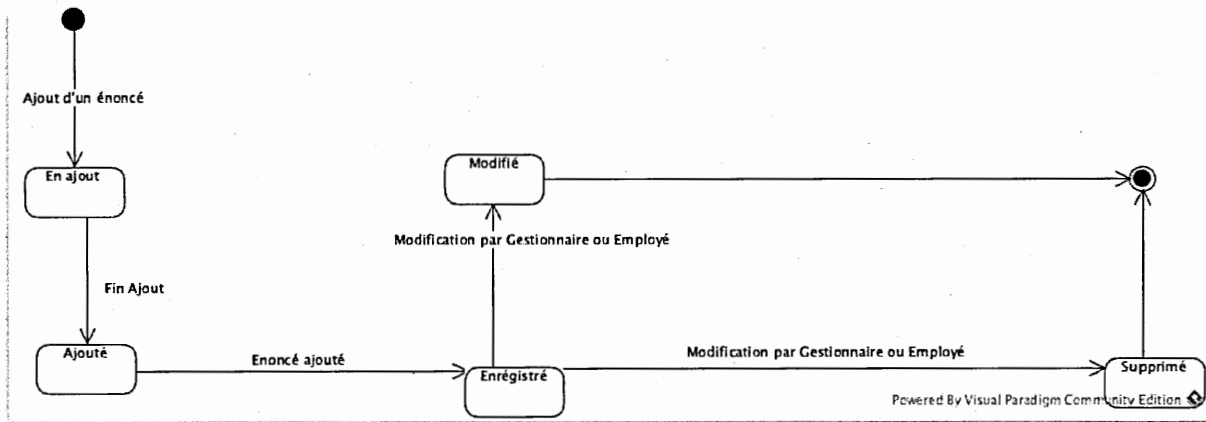 Ajout d'un énoncé
En ajout
Modifié
Modification par Gestionnaire ou Employé
Fin Ajout
Ajouté
Enoncé ajouté
Enrégistré
Modification par Gestionnaire ou Employé
Supprimé
Powered By Visual Paradigm Community Edition